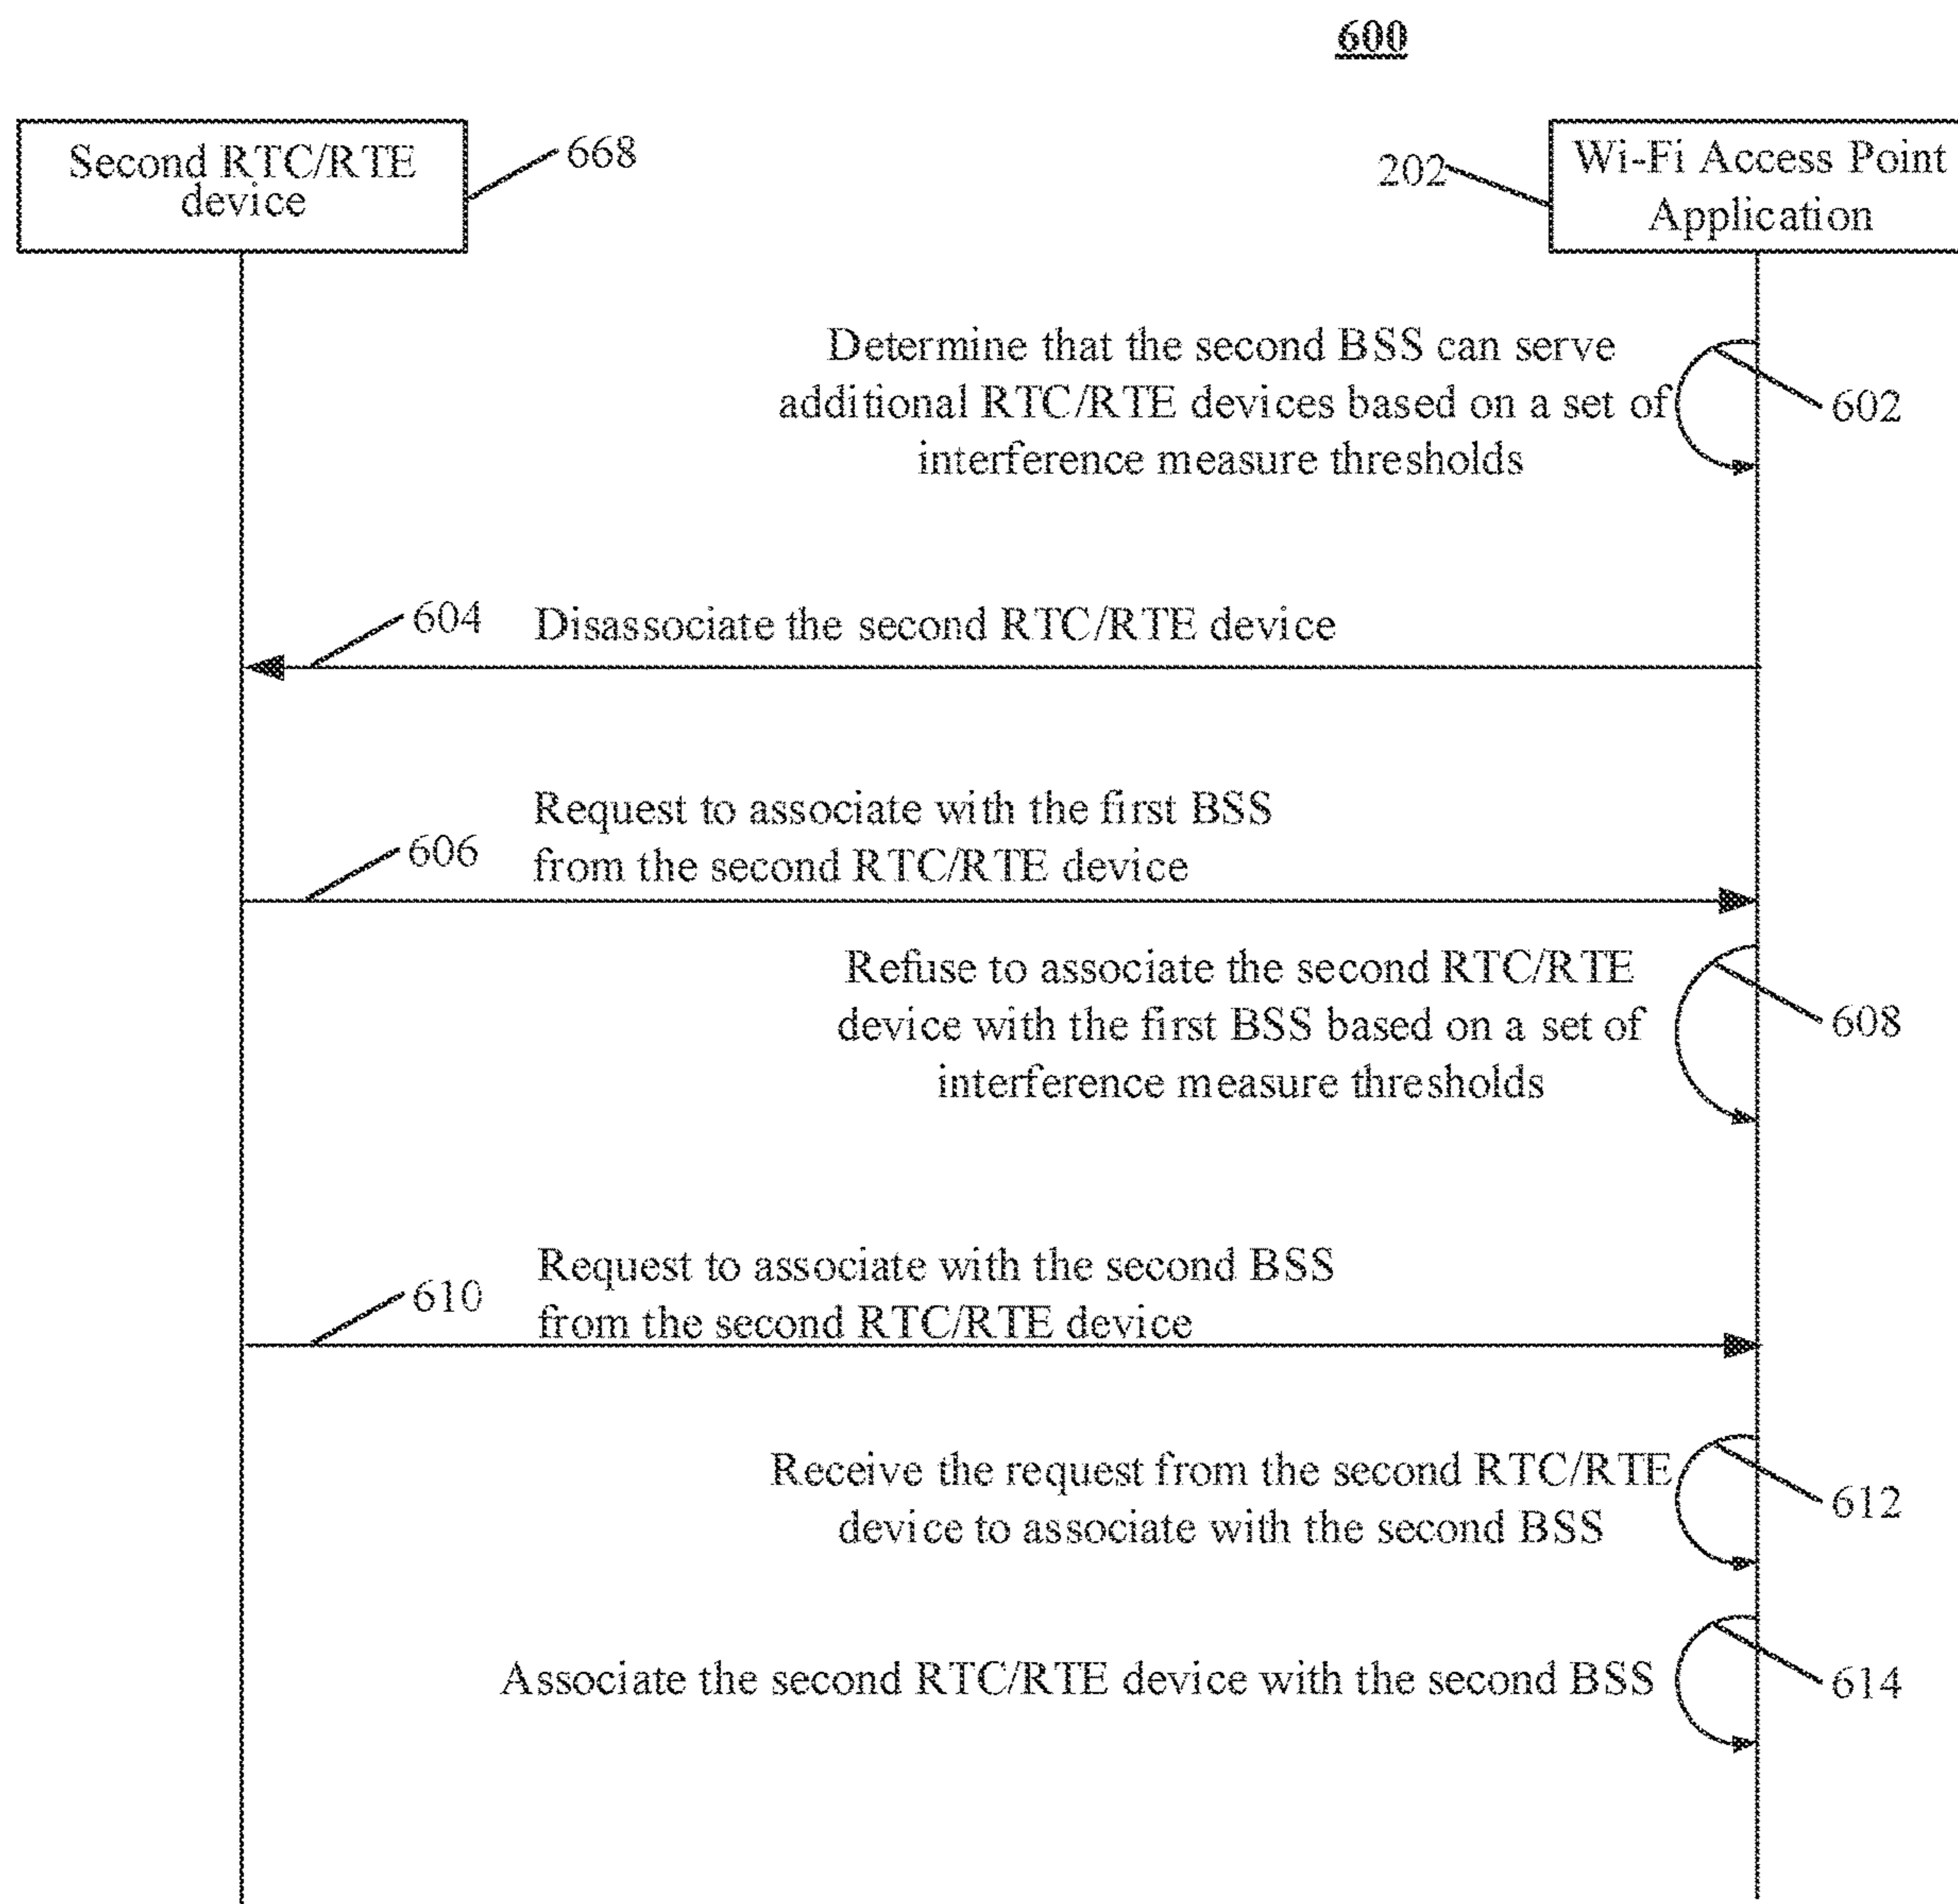 600
Second RTC/RTE
device
668
202
Wi-Fi Access Point
Application
Determine that the second BSS can serve
additional RTC/RTE devices based on a set of
interference measure thresholds
602
604
Disassociate the second RTC/RTE device
Request to associate with the first BSS
from the second RTC/RTE device
606
Refuse to associate the second RTC/RTE
device with the first BSS based on a set of
interference measure thresholds
608
Request to associate with the second BSS
from the second RTC/RTE device
610
Receive the request from the second RTC/RTE
device to associate with the second BSS
612
Associate the second RTC/RTE device with the second BSS
614